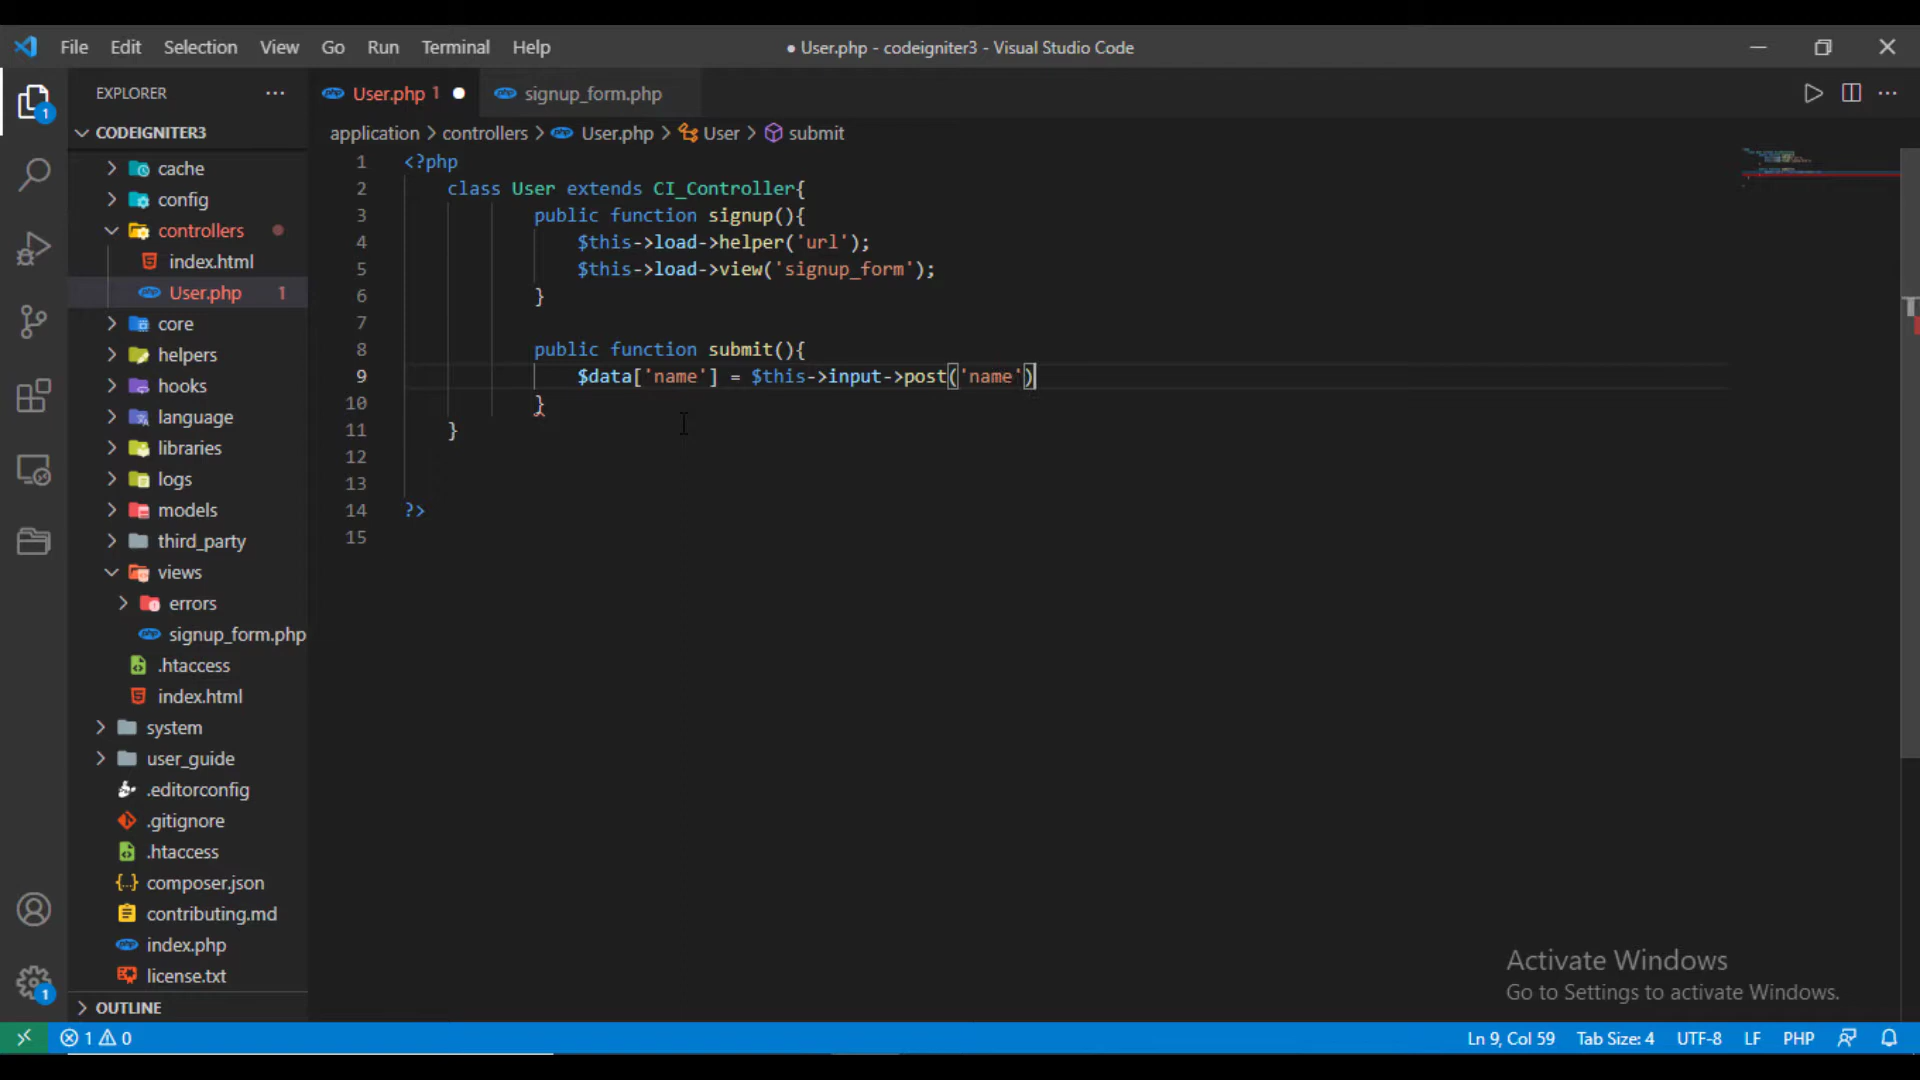 File Edit Selection View Go Run Terminal Help
● User.php - codeigniter3 - Visual Studio Code
EXPLORER ...
User.php 1 ●
signup_form.php
CODEIGNITER3
application > controllers > User.php > User > submit
cache
config
controllers
index.html
User.php 1
core
helpers
hooks
language
libraries
logs
models
third_party
views
errors
signup_form.php
.htaccess
index.html
system
user_guide
.editorconfig
.gitignore
.htaccess
composer.json
contributing.md
index.php
license.txt
OUTLINE
1 <?php
2 class User extends CI_Controller{
3 public function signup(){
4 $this->load->helper('url');
5 $this->load->view('signup_form');
6 }
7
8 public function submit(){
9 $data['name'] = $this->input->post('name')
10 }
11 }
12
13
14 ?>
15
Activate Windows
Go to Settings to activate Windows.
1
1
1 0
Ln 9, Col 59 Tab Size: 4 UTF-8 LF PHP